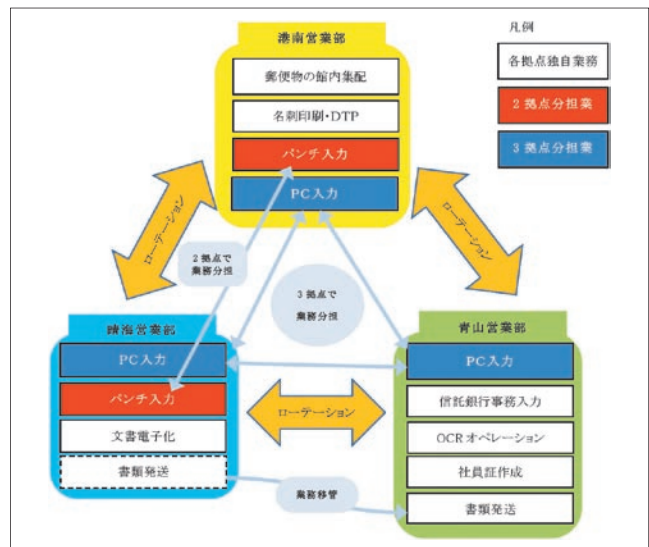 港南営業部
郵便物の館内集配
名刺印刷・DTP
パンチ入力
PC入力
凡例
各拠点独自業務
2拠点分担業
3拠点分担業
ローテーション
ローテーション
2拠点で
業務分担
3拠点で
業務分担
晴海営業部
PC入力
パンチ入力
文書電子化
書類発送
ローテーション
業務移管
青山営業部
PC入力
信託銀行事務入力
OCRオペレーション
社員証作成
書類発送